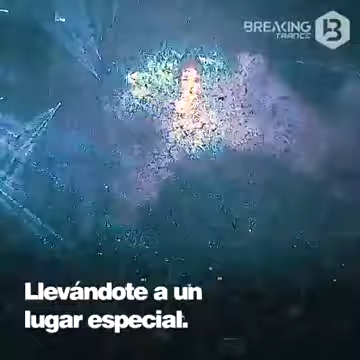 BREAKING
TRANCE
B
Llevándote a un
lugar especial.